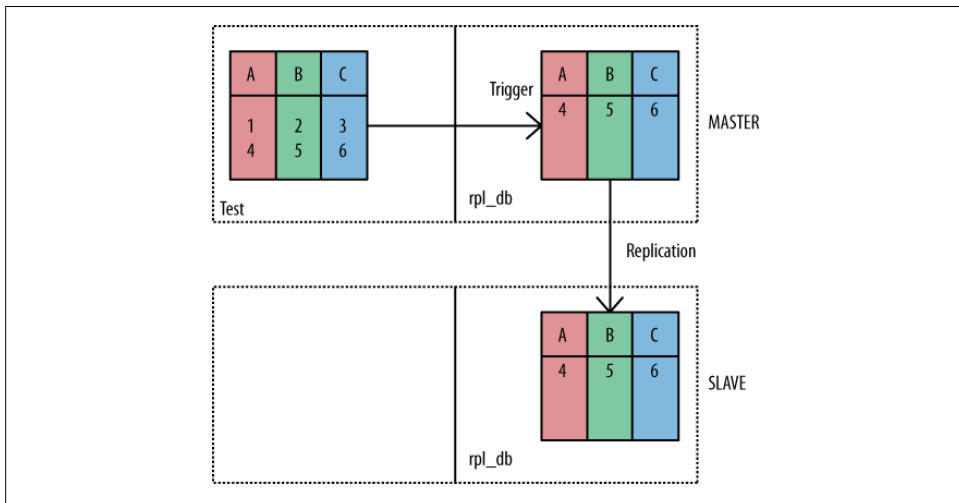 A B C
1 2 3
4 5 6
Test
Trigger
A B C
4 5 6
rpl_db
MASTER
Replication
A B C
4 5 6
rpl_db
SLAVE